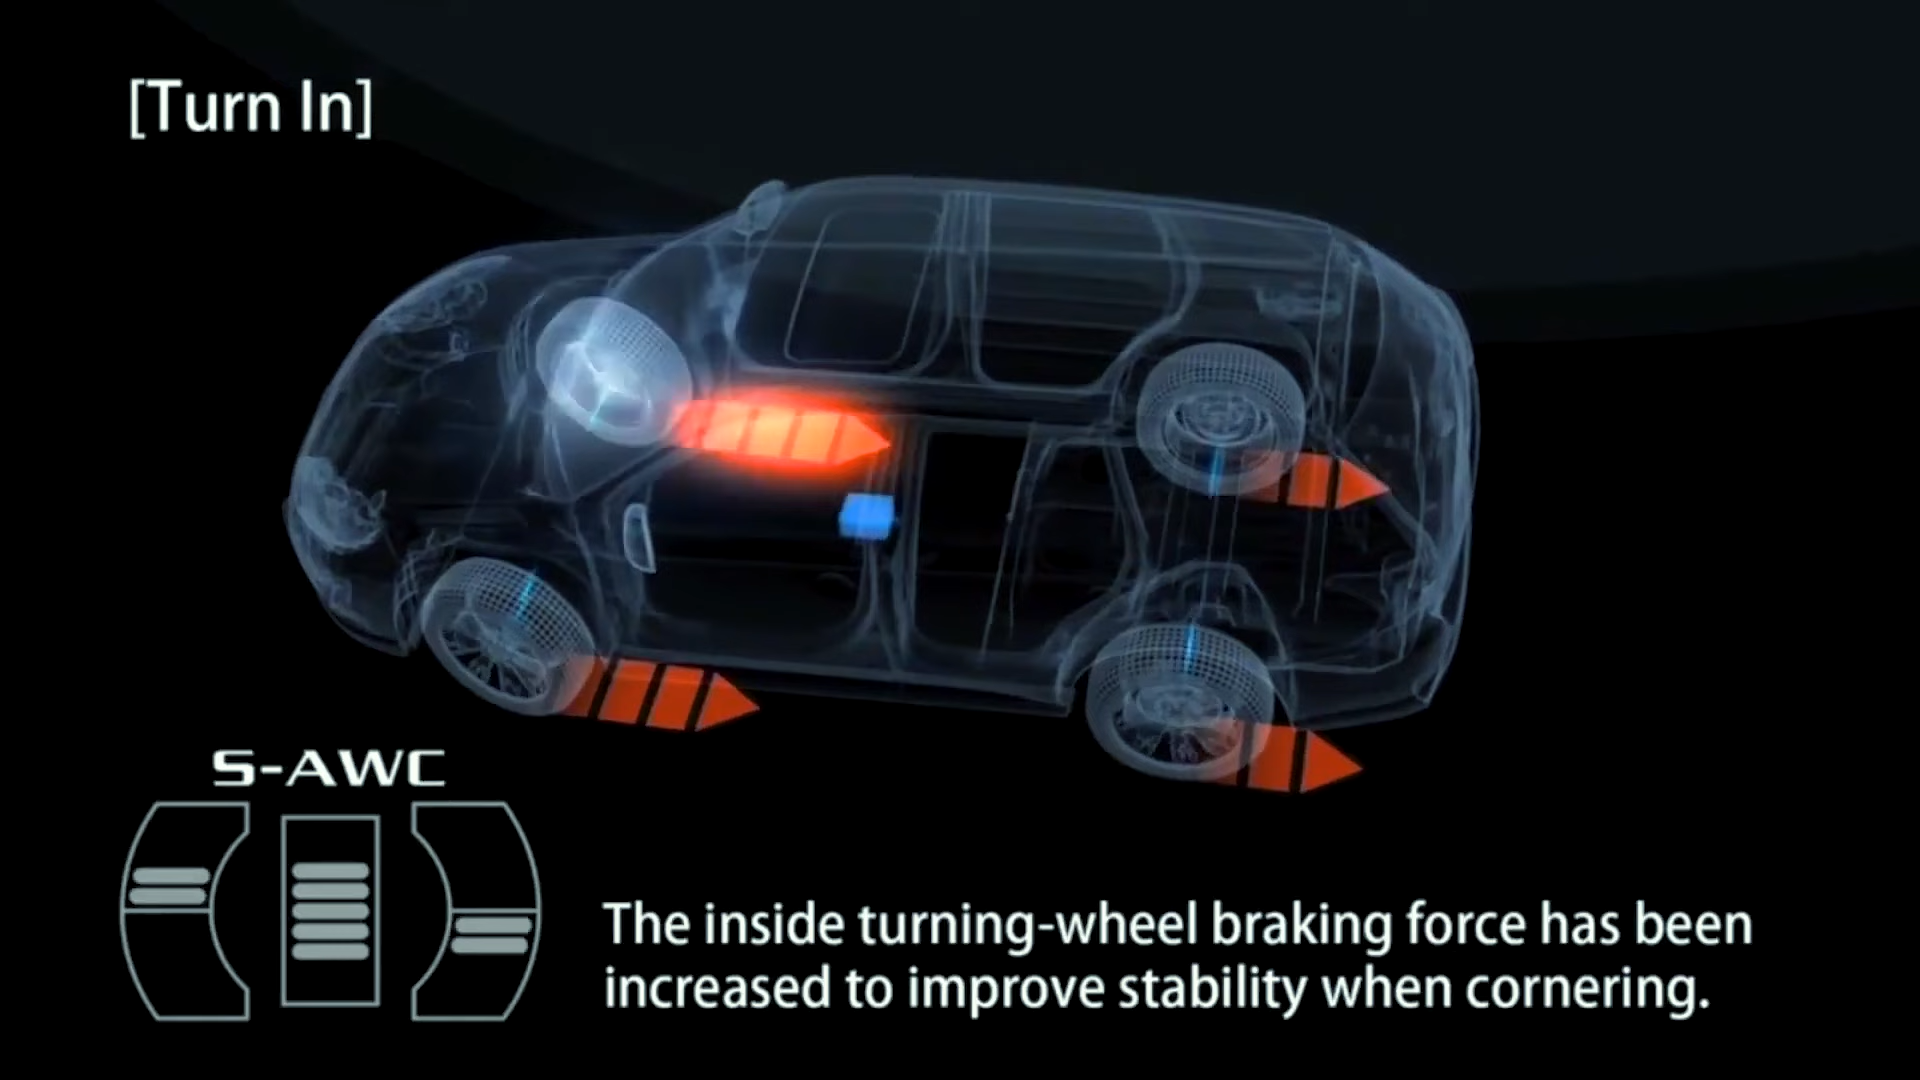 [Turn In]
S-AWC
The inside turning-wheel braking force has been
increased to improve stability when cornering.